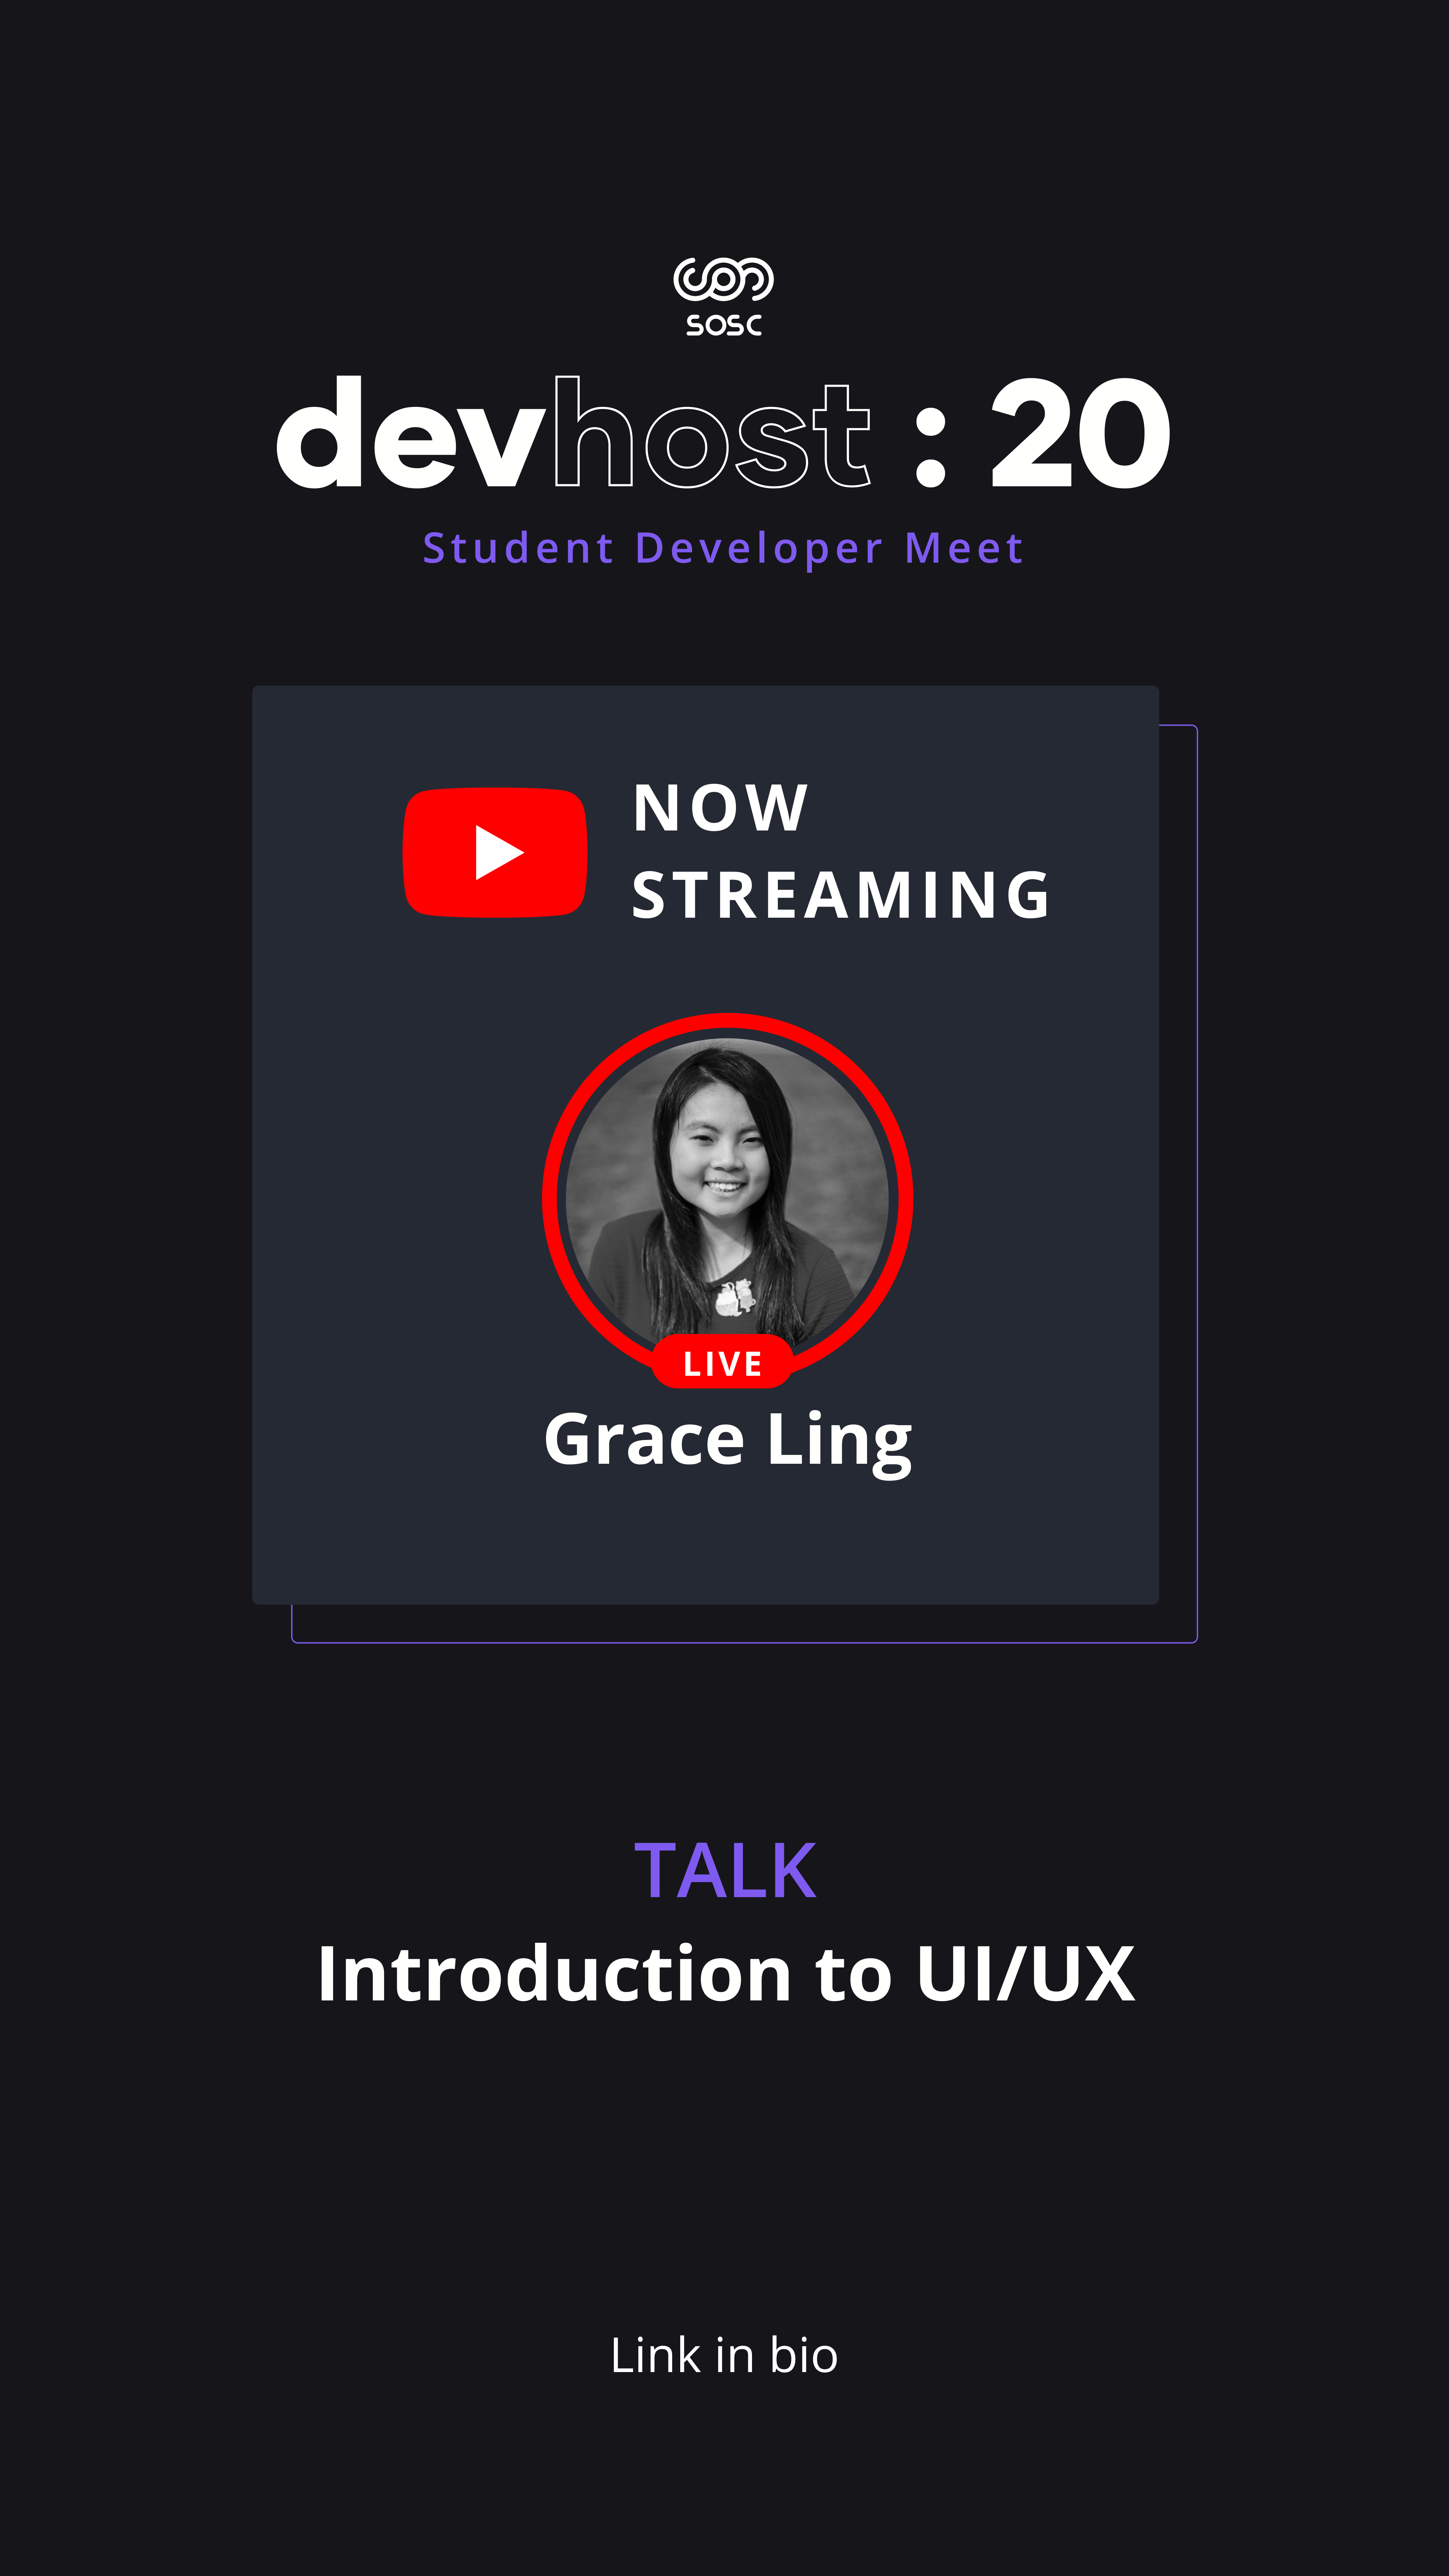 sosc
devhost : 20
Student Developer Meet
NOW
STREAMING
LIVE
Grace Ling
TALK
Introduction to UI/UX
Link in bio